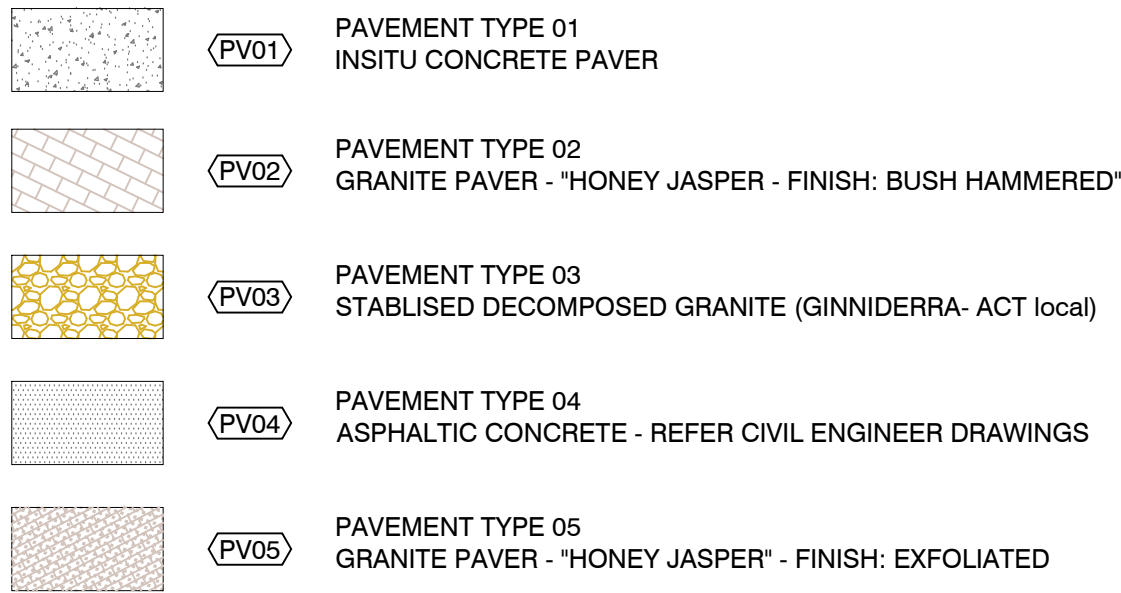 PV01
PAVEMENT TYPE 01
INSITU CONCRETE PAVER
PV02
PAVEMENT TYPE 02
GRANITE PAVER - "HONEY JASPER - FINISH: BUSH HAMMERED"
PV03
PAVEMENT TYPE 03
STABLISED DECOMPOSED GRANITE (GINNIDERRA- ACT local)
PV04
PAVEMENT TYPE 04
ASPHALTIC CONCRETE - REFER CIVIL ENGINEER DRAWINGS
PV05
PAVEMENT TYPE 05
GRANITE PAVER - "HONEY JASPER" - FINISH: EXFOLIATED